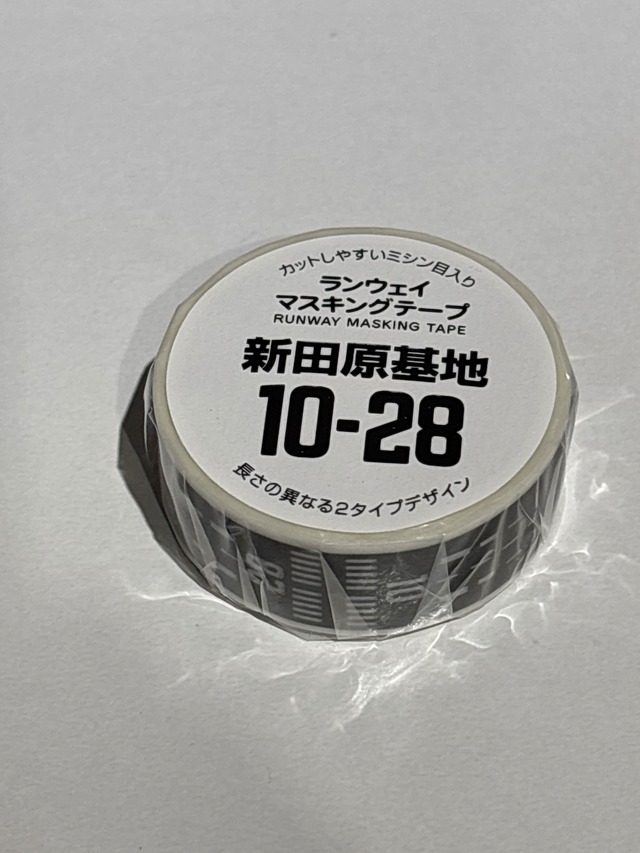 カットしやすいミシン目入り
ランウェイ
マスキングテープ
RUNWAY MASKING TAPE
新田原基地
10-28
長さの異なる2タイプデザイン
28
10